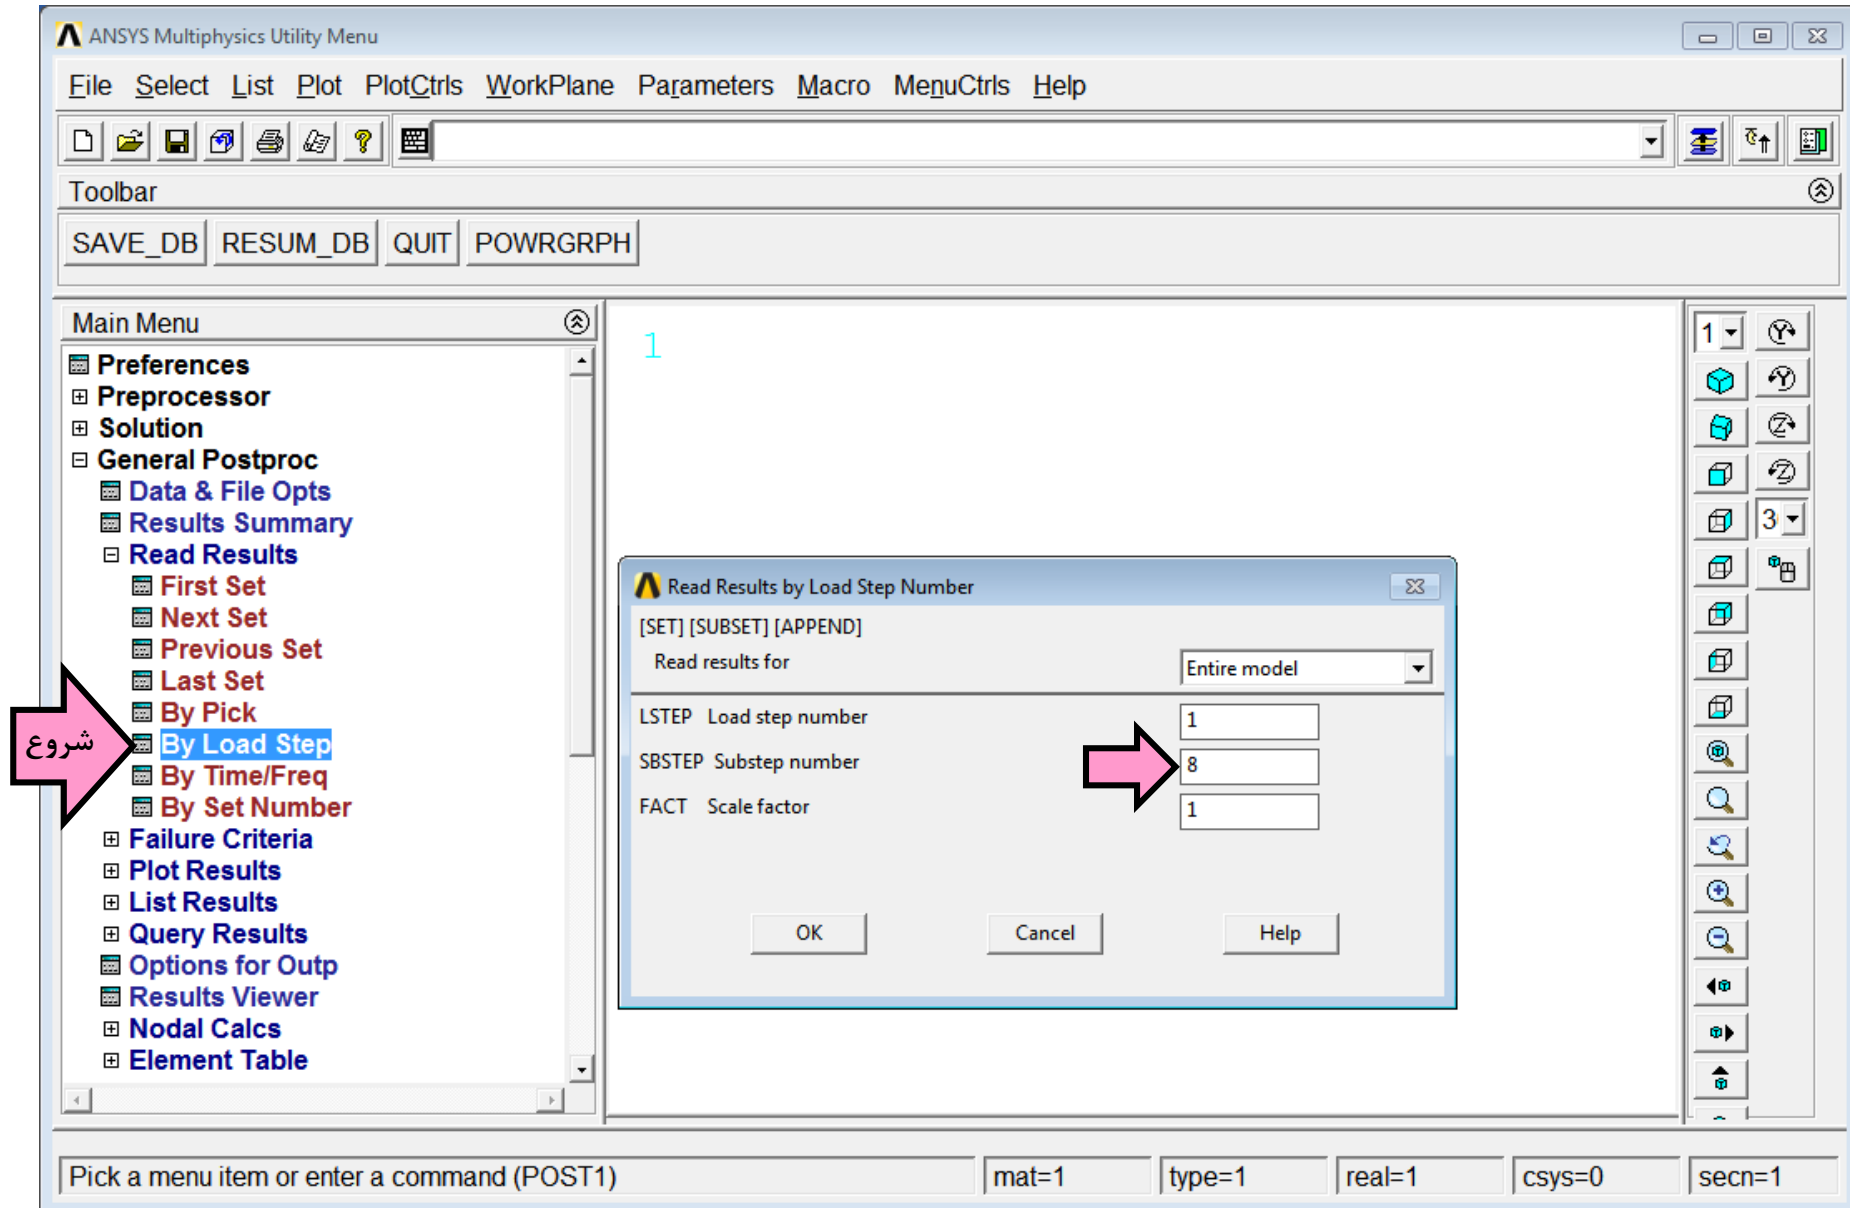 ANSYS Multiphysics Utility Menu
File Select List Plot PlotCtrls WorkPlane Parameters Macro MenuCtrls Help
Toolbar
SAVE_DB RESUM_DB QUIT POWRGRPH
Main Menu
Preferences
Preprocessor
Solution
General Postproc
Data & File Opts
Results Summary
Read Results
First Set
Next Set
Previous Set
Last Set
By Pick
شروع
By Load Step
By Time/Freq
By Set Number
Failure Criteria
Plot Results
List Results
Query Results
Options for Outp
Results Viewer
Nodal Calcs
Element Table
1
Read Results by Load Step Number
[SET] [SUBSET] [APPEND]
Read results for Entire model
LSTEP Load step number 1
SBSTEP Substep number 8
FACT Scale factor 1
OK Cancel Help
1
3
Pick a menu item or enter a command (POST1) mat=1 type=1 real=1 csys=0 secn=1